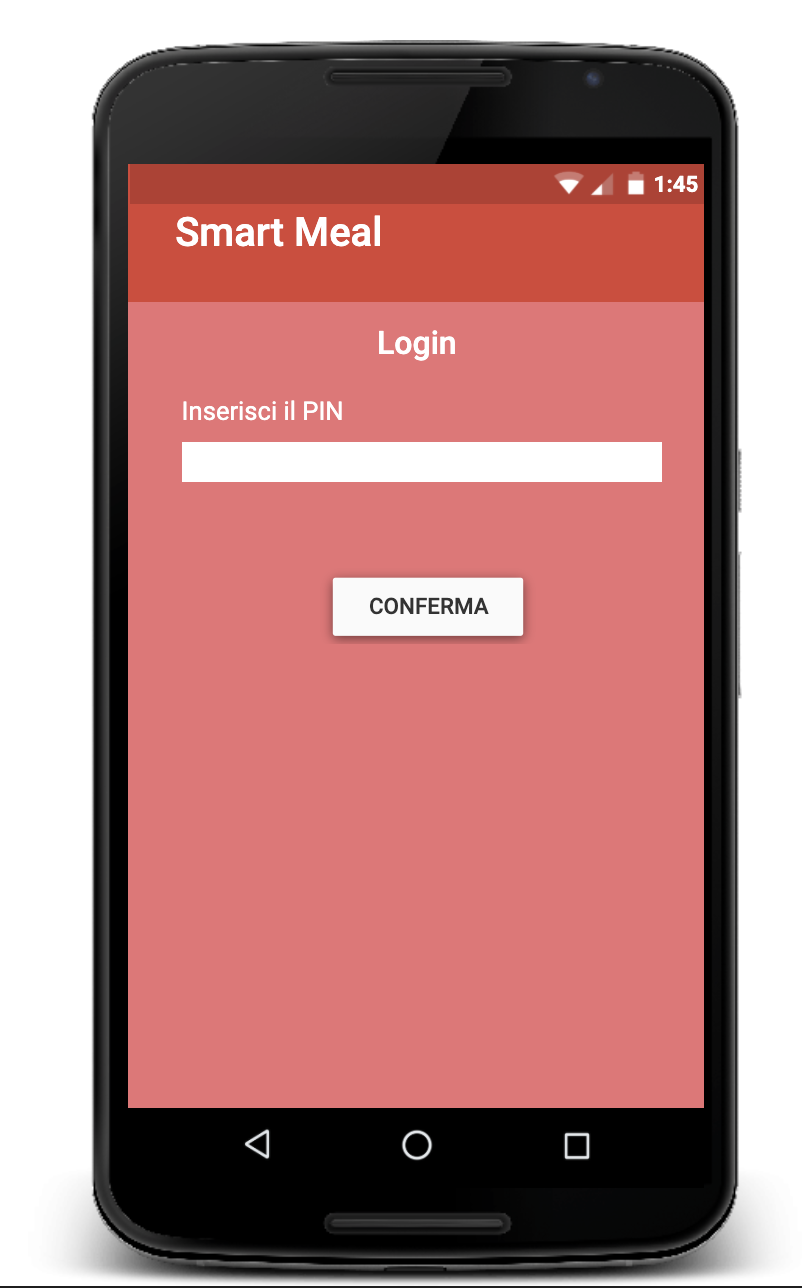 1:45
Smart Meal
Login
Inserisci il PIN
CONFERMA